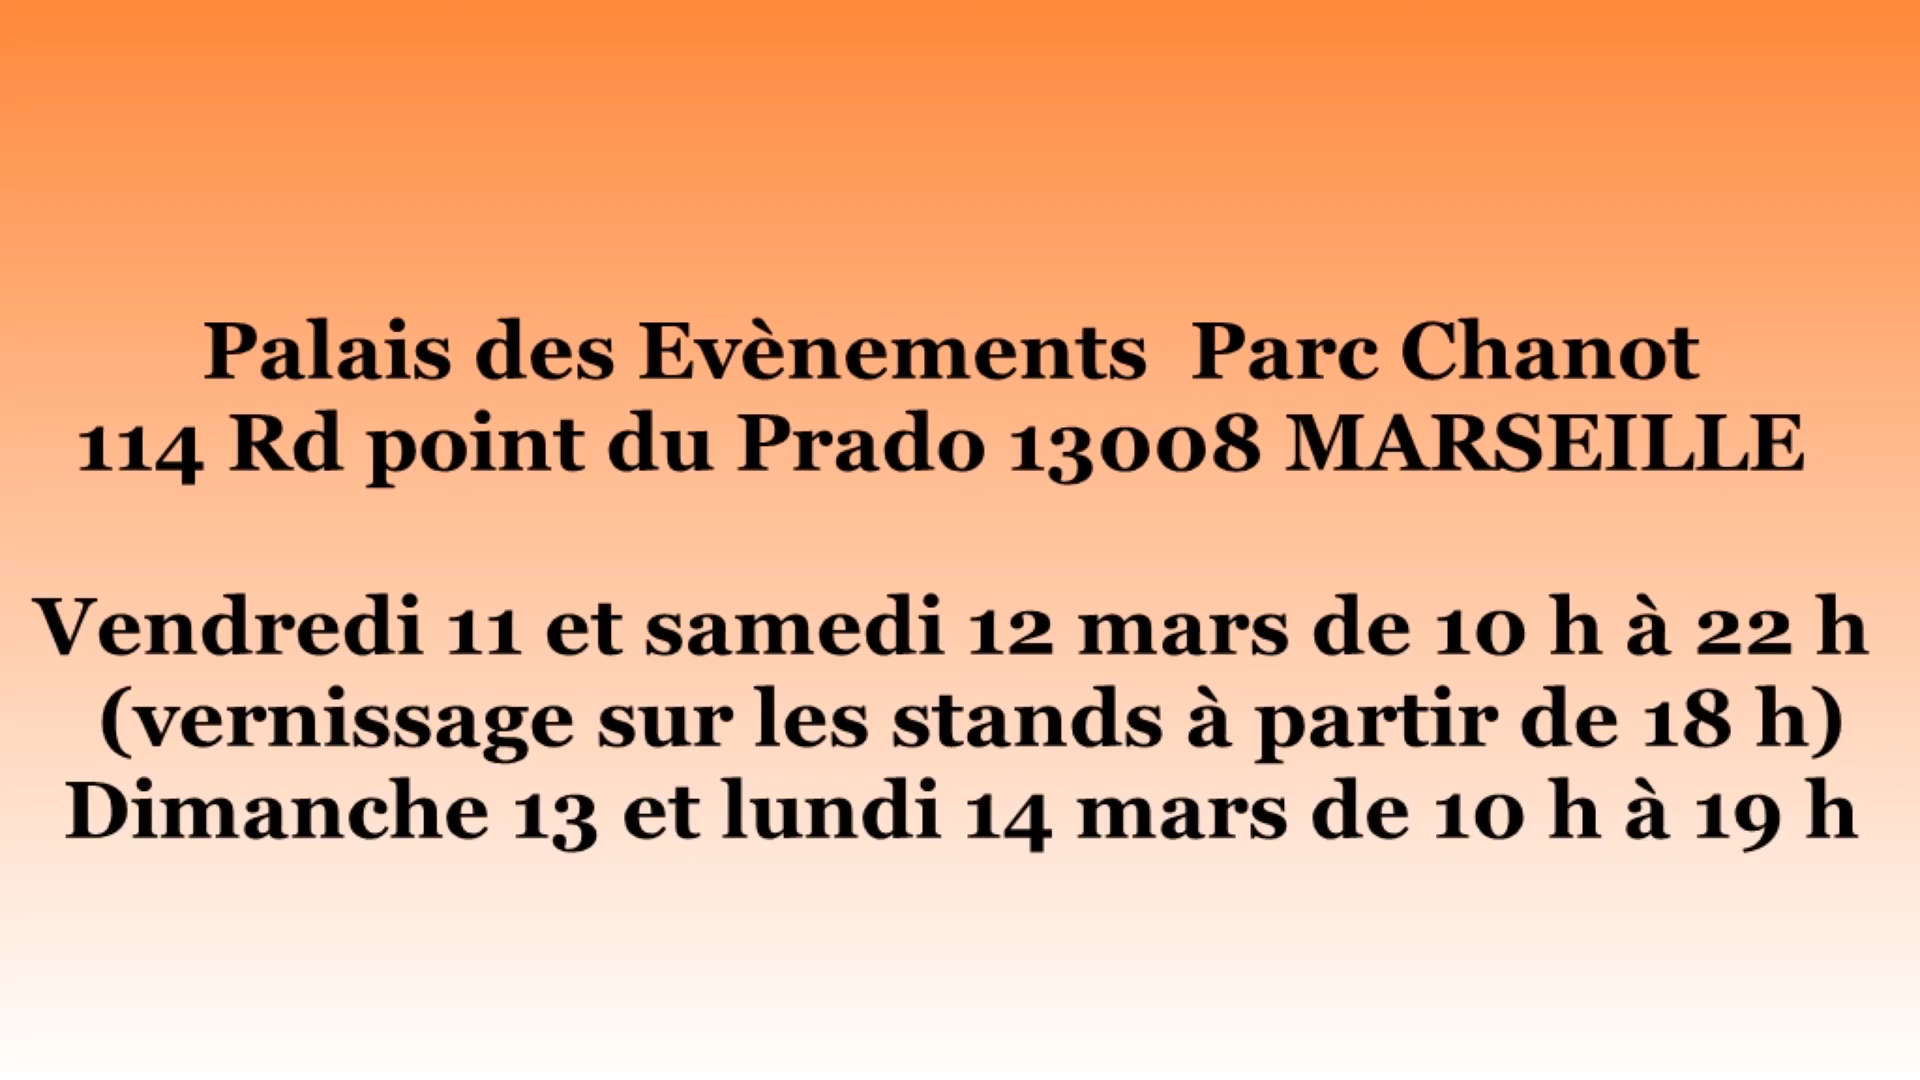 Palais des Evènements Parc Chanot
114 Rd point du Prado 13008 MARSEILLE
Vendredi 11 et samedi 12 mars de 10 h à 22 h
(vernissage sur les stands à partir de 18 h)
Dimanche 13 et lundi 14 mars de 10 h à 19 h